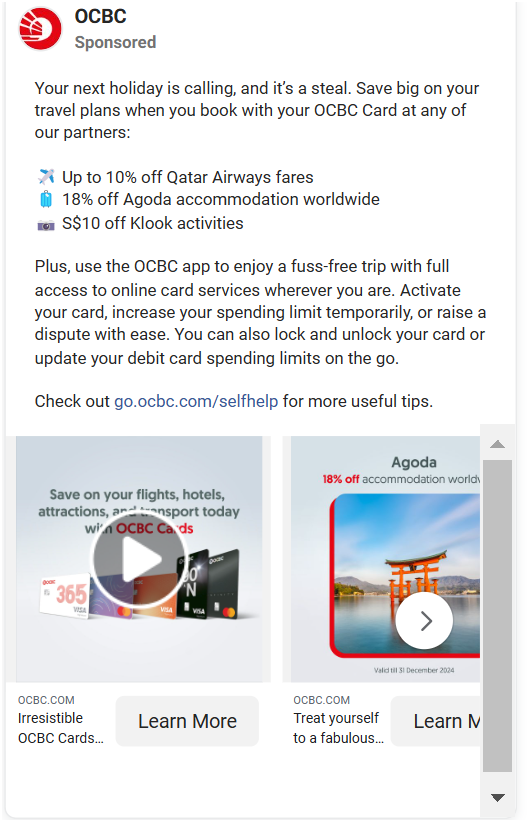 OCBC
Sponsored
Your next holiday is calling, and it’s a steal. Save big on your
travel plans when you book with your OCBC Card at any of
our partners:
✈️ Up to 10% off Qatar Airways fares
🧳 18% off Agoda accommodation worldwide
📷 S$10 off Klook activities
Plus, use the OCBC app to enjoy a fuss-free trip with full
access to online card services wherever you are. Activate
your card, increase your spending limit temporarily, or raise a
dispute with ease. You can also lock and unlock your card or
update your debit card spending limits on the go.
Check out go.ocbc.com/selfhelp for more useful tips.
Save on your flights, hotels,
attractions, and transport today
with OCBC Cards
365
VISA
VISA
OCBC
90
°N
VISA
Agoda
18% off accommodation worldw
Valid till 31 December 2024
OCBC.COM
Irresistible
OCBC Cards...
Learn More
OCBC.COM
Treat yourself
to a fabulous...
Learn M